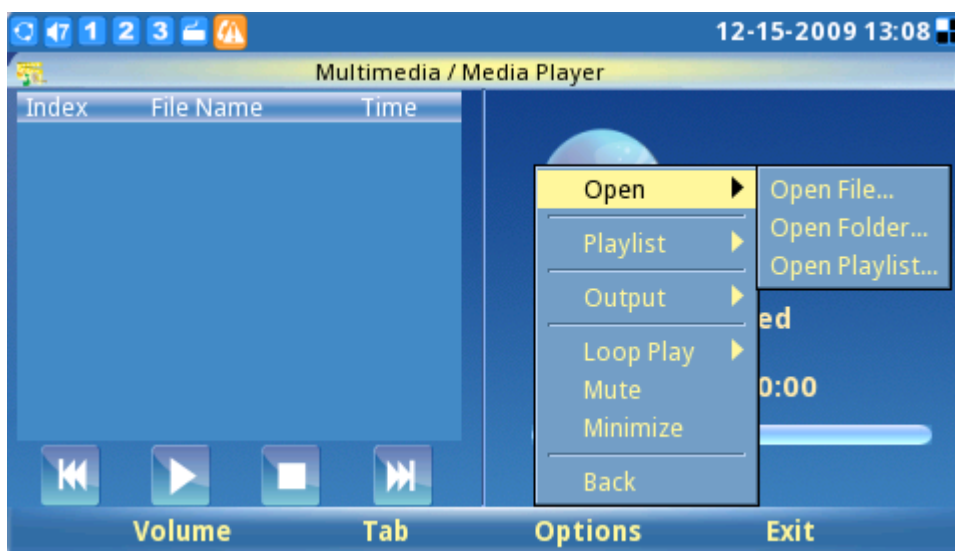 7 1 2 3 12-15-2009 13:08
Multimedia / Media Player
Index File Name Time
Open
Open File...
Open Folder...
Open Playlist...
Playlist
Output
Loop Play
Mute
Minimize
Back
ed
0:00
Volume Tab Options Exit